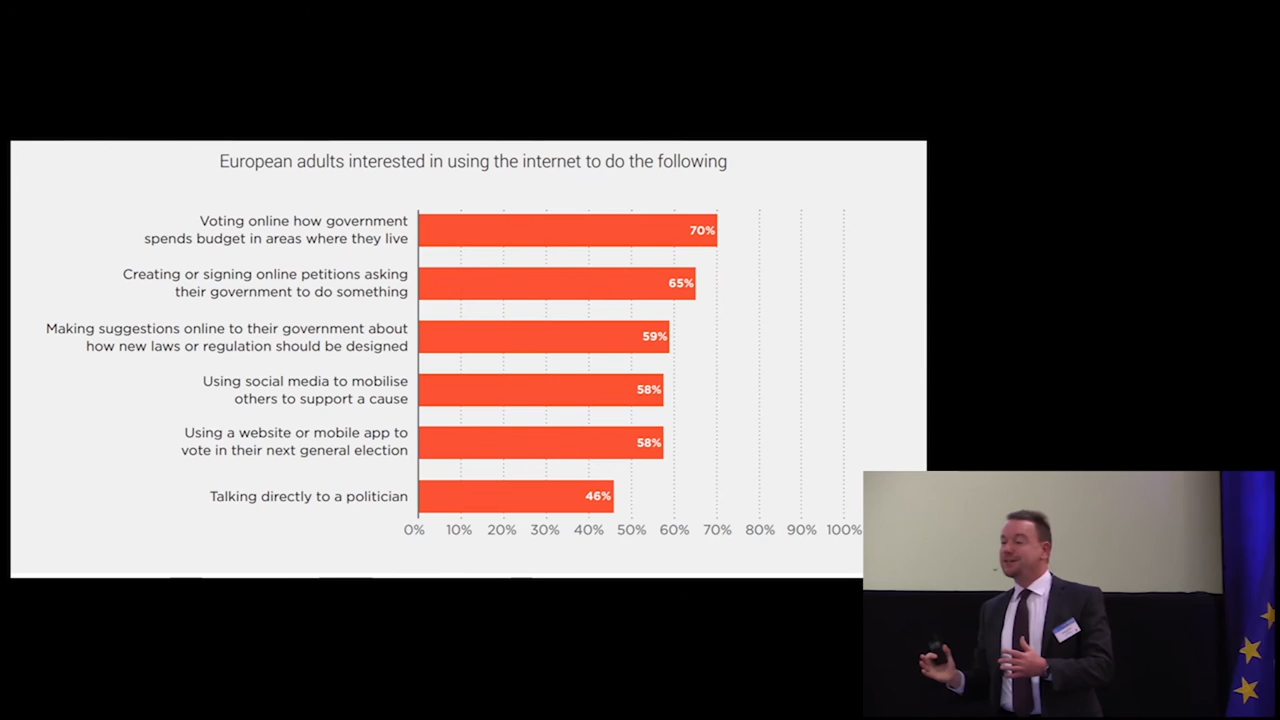 European adults interested in using the internet to do the following
Voting online how government
spends budget in areas where they live
70%
Creating or signing online petitions asking
their government to do something
65%
Making suggestions online to their government about
how new laws or regulation should be designed
59%
Using social media to mobilise
others to support a cause
58%
Using a website or mobile app to
vote in their next general election
58%
Talking directly to a politician
46%
0% 10% 20% 30% 40% 50% 60% 70% 80% 90% 100%